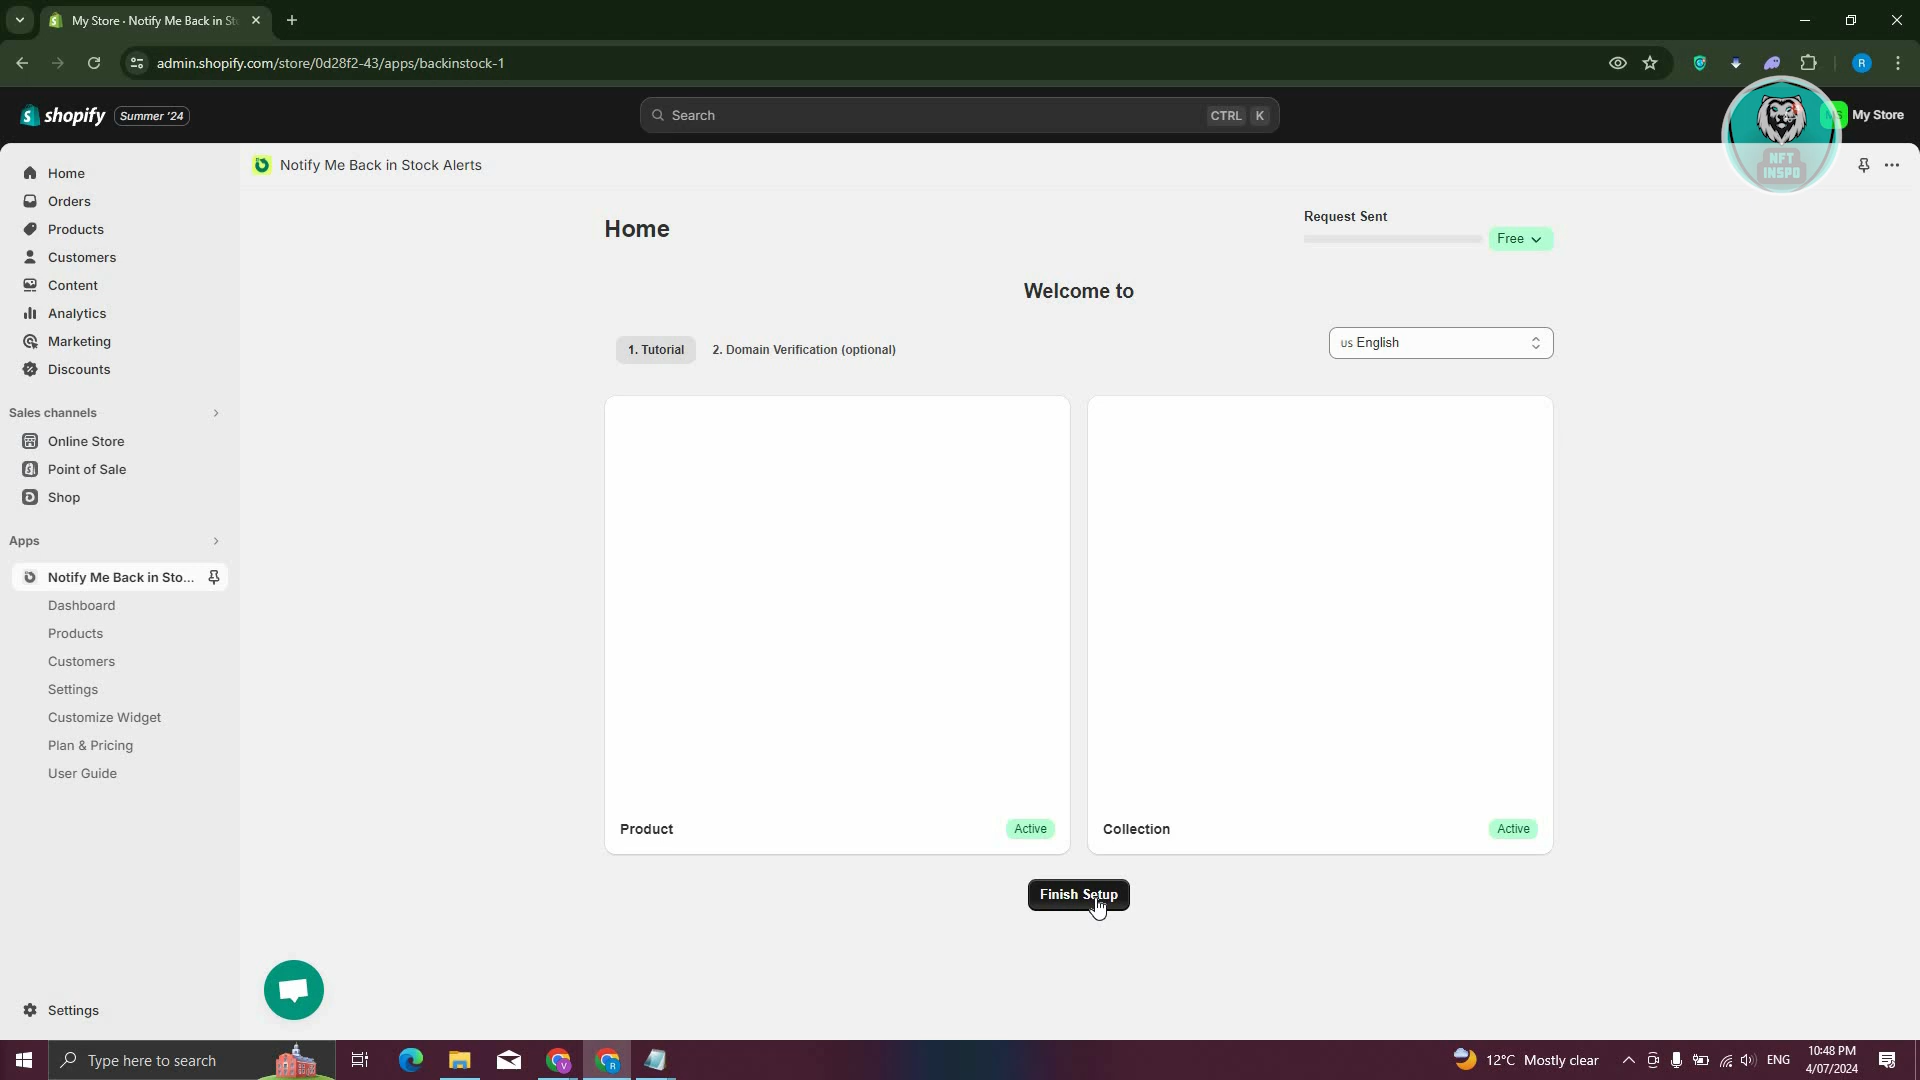 My Store · Notify Me Back in St
admin.shopify.com/store/0d28f2-43/apps/backinstock-1
R
shopify
Summer '24
Search
CTRL K
My Store
NFT
INSPO
Home
Orders
Products
Customers
Content
Analytics
Marketing
Discounts
Sales channels
Online Store
Point of Sale
Shop
Apps
Notify Me Back in Sto...
Dashboard
Products
Customers
Settings
Customize Widget
Plan & Pricing
User Guide
Settings
Notify Me Back in Stock Alerts
Home
Request Sent
Free
Welcome to
1. Tutorial
2. Domain Verification (optional)
US English
Product
Active
Collection
Active
Finish Setup
Type here to search
V
R
12°C Mostly clear
ENG
10:48 PM
4/07/2024